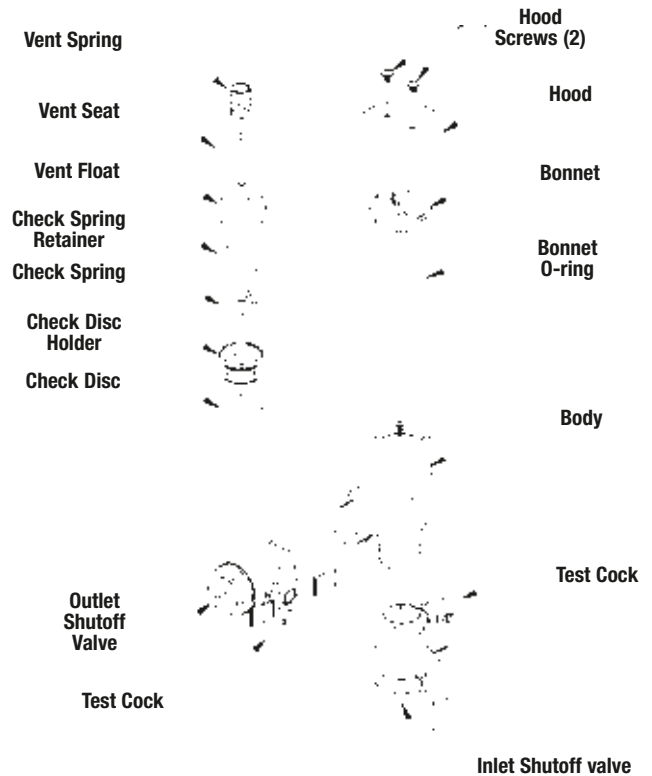 Vent Spring
Vent Seat
Vent Float
Check Spring
Retainer
Check Spring
Check Disc
Holder
Check Disc
Outlet
Shutoff
Valve
Test Cock
Hood
Screws (2)
Hood
Bonnet
Bonnet
O-ring
Body
Test Cock
Inlet Shutoff valve